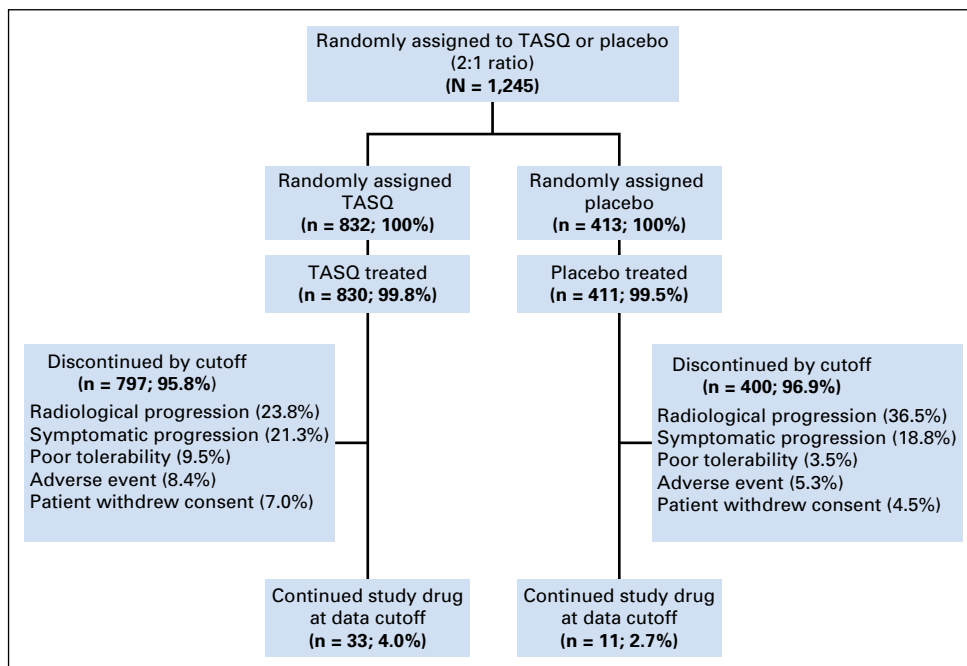 Randomly assigned to TASQ or placebo
(2:1 ratio)
(N = 1,245)
Randomly assigned
TASQ
(n = 832; 100%)
Randomly assigned
placebo
(n = 413; 100%)
TASQ treated
(n = 830; 99.8%)
Placebo treated
(n = 411; 99.5%)
Discontinued by cutoff
(n = 797; 95.8%)
Radiological progression (23.8%)
Symptomatic progression (21.3%)
Poor tolerability (9.5%)
Adverse event (8.4%)
Patient withdrew consent (7.0%)
Discontinued by cutoff
(n = 400; 96.9%)
Radiological progression (36.5%)
Symptomatic progression (18.8%)
Poor tolerability (3.5%)
Adverse event (5.3%)
Patient withdrew consent (4.5%)
Continued study drug
at data cutoff
(n = 33; 4.0%)
Continued study drug
at data cutoff
(n = 11; 2.7%)